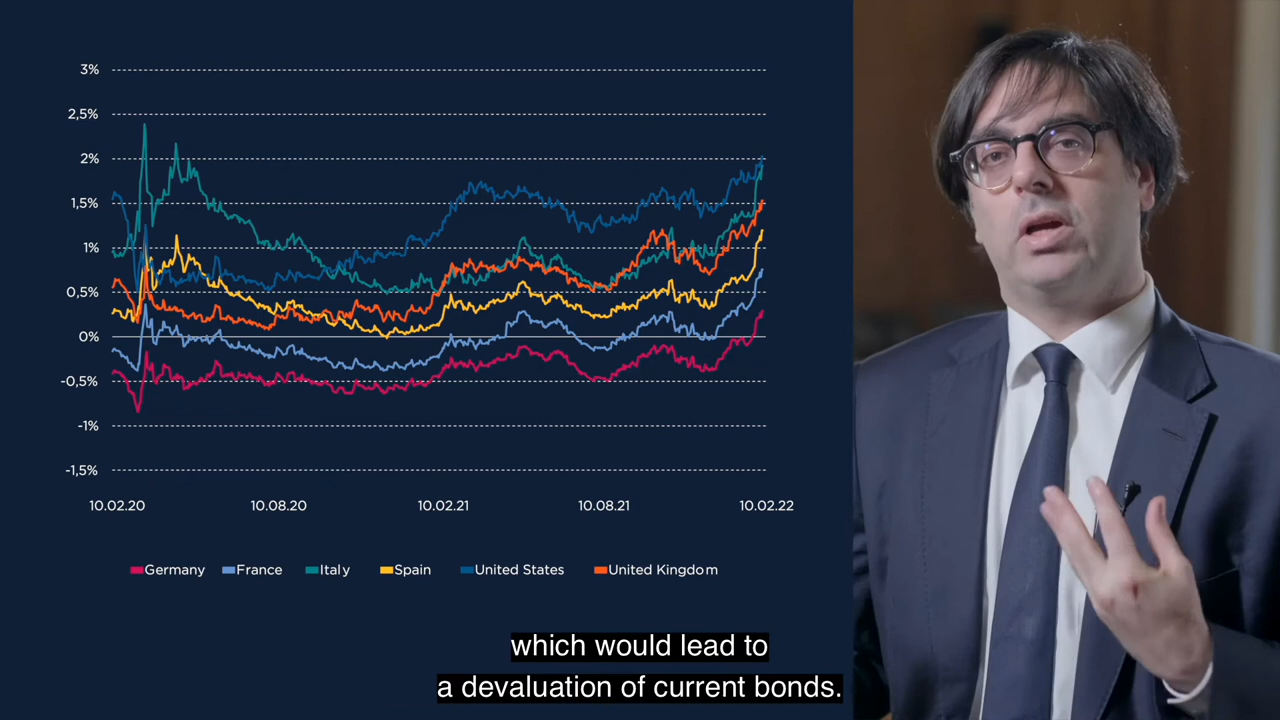 3%
2,5%
2%
1,5%
1%
0,5%
0%
-0,5%
-1%
-1,5%
10.02.20 10.08.20 10.02.21 10.08.21 10.02.22
Germany France Italy Spain United States United Kingdom
which would lead to
a devaluation of current bonds.